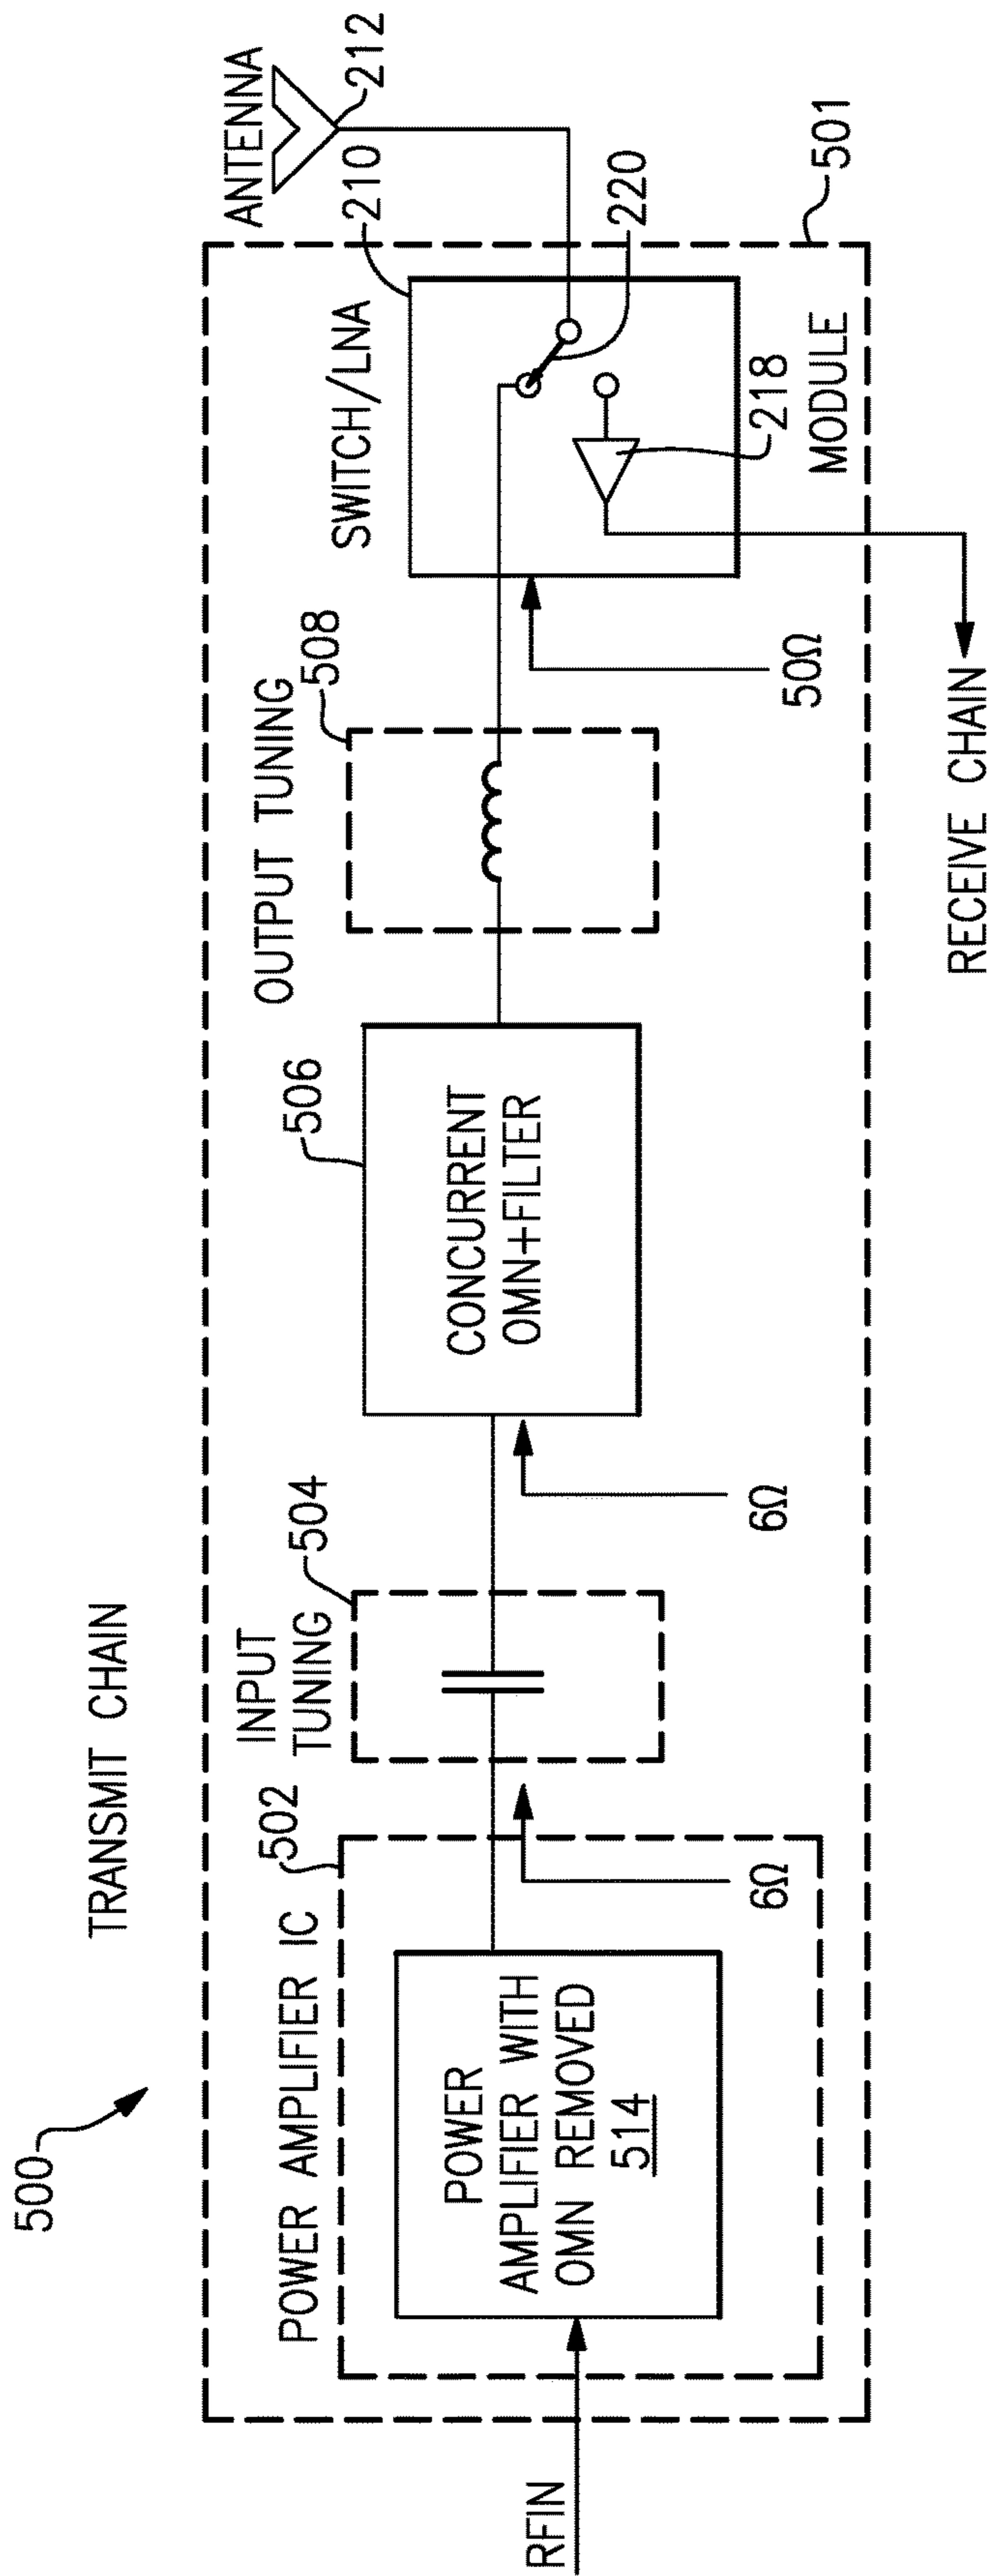 500
TRANSMIT CHAIN
RFIN
POWER AMPLIFIER IC
502
POWER
AMPLIFIER WITH
OMN REMOVED
514
6Ω
INPUT
TUNING
504
6Ω
506
CONCURRENT
OMN+FILTER
OUTPUT TUNING
508
50Ω
SWITCH/LNA
210
220
218
MODULE
501
ANTENNA
212
RECEIVE CHAIN